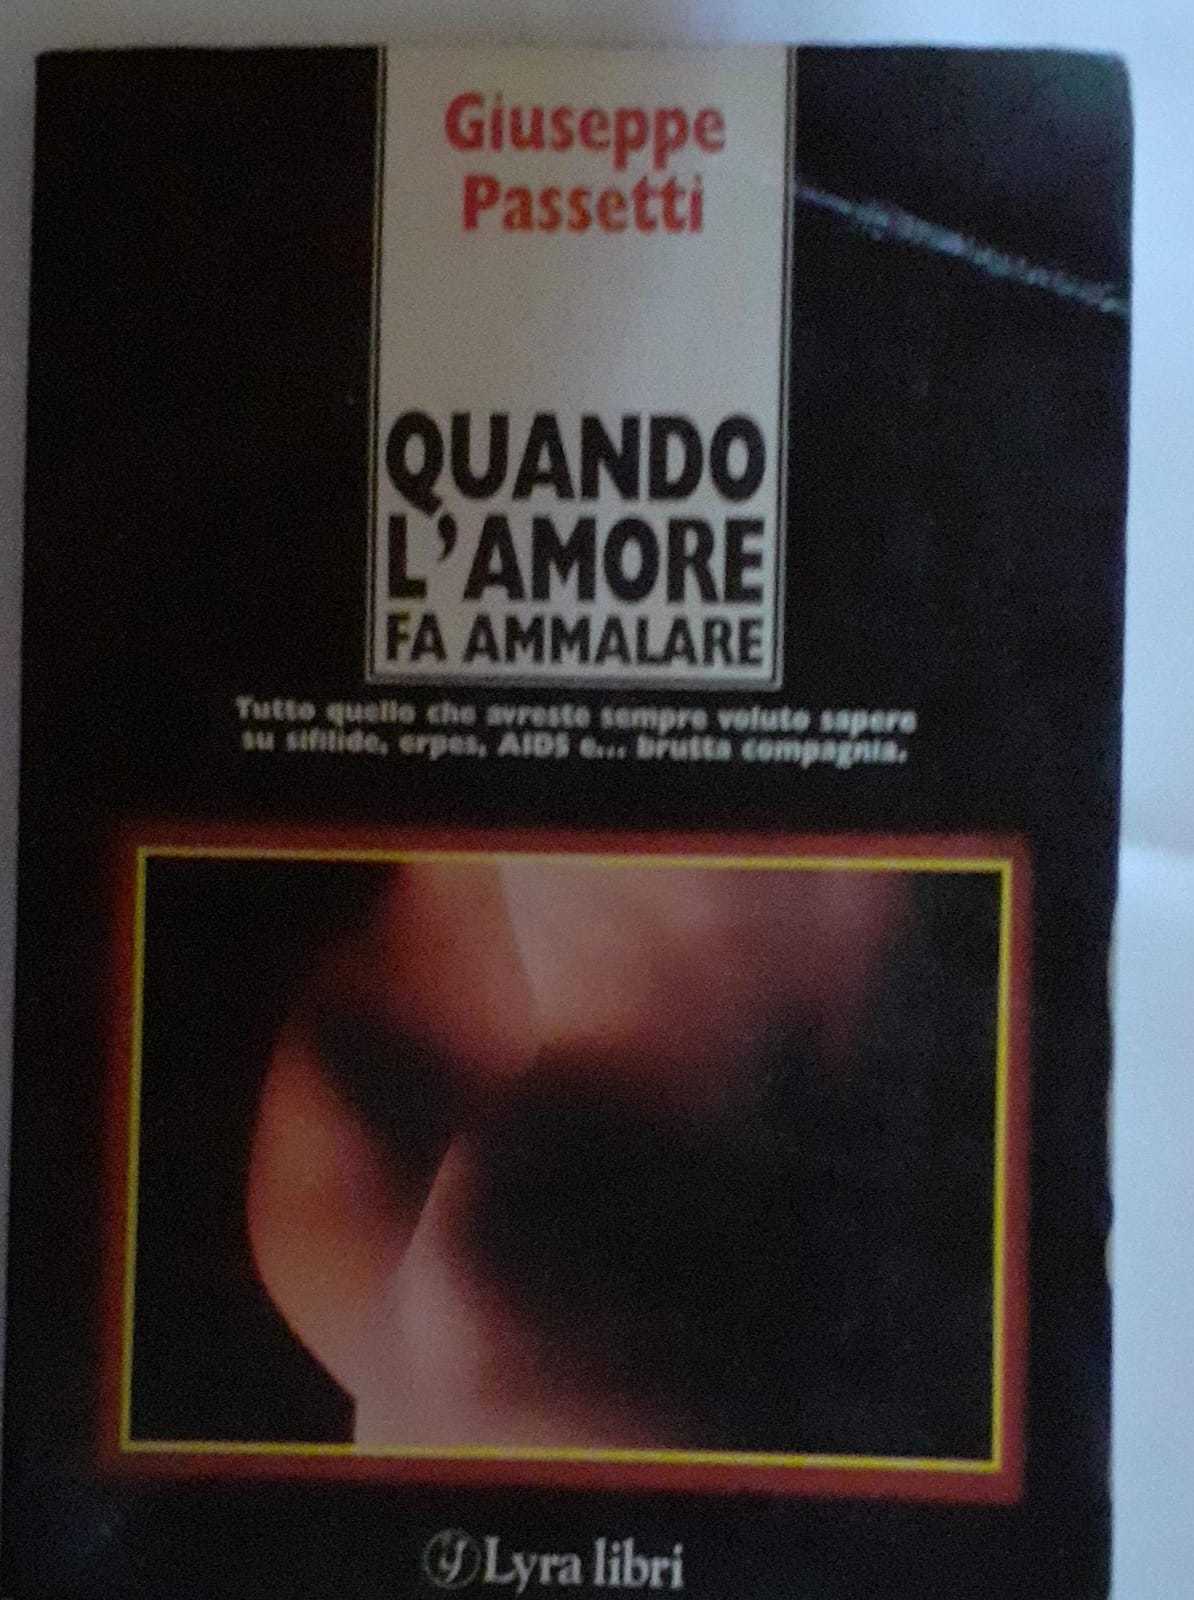 Giuseppe
Passetti
QUANDO
L'AMORE
FA AMMALARE
Tutto quello che avreste sempre voluto sapere
su sifilide, erpes, AIDS e... brutta compagnia.
Lyra libri